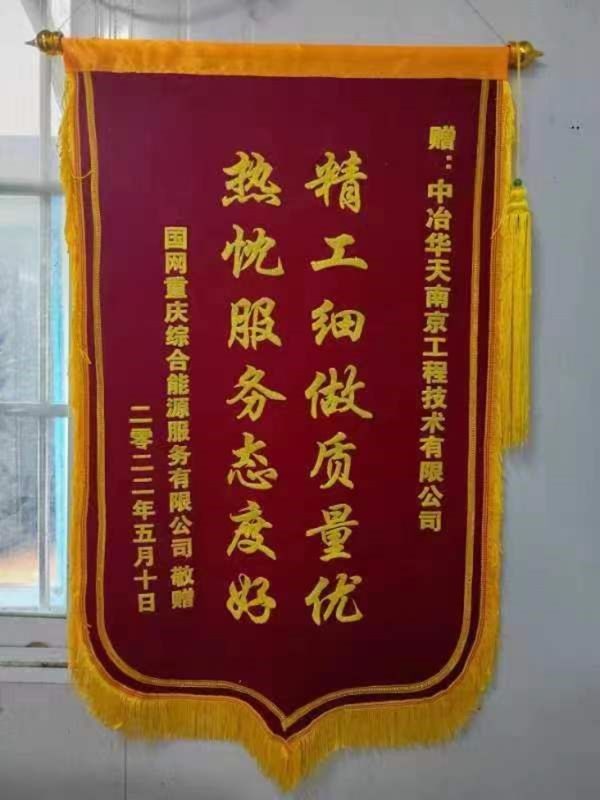 赠：中冶华天南京工程技术有限公司
精工细做质量优
热忱服务态度好
国网重庆综合能源服务有限公司 敬赠
二零二二年五月十日